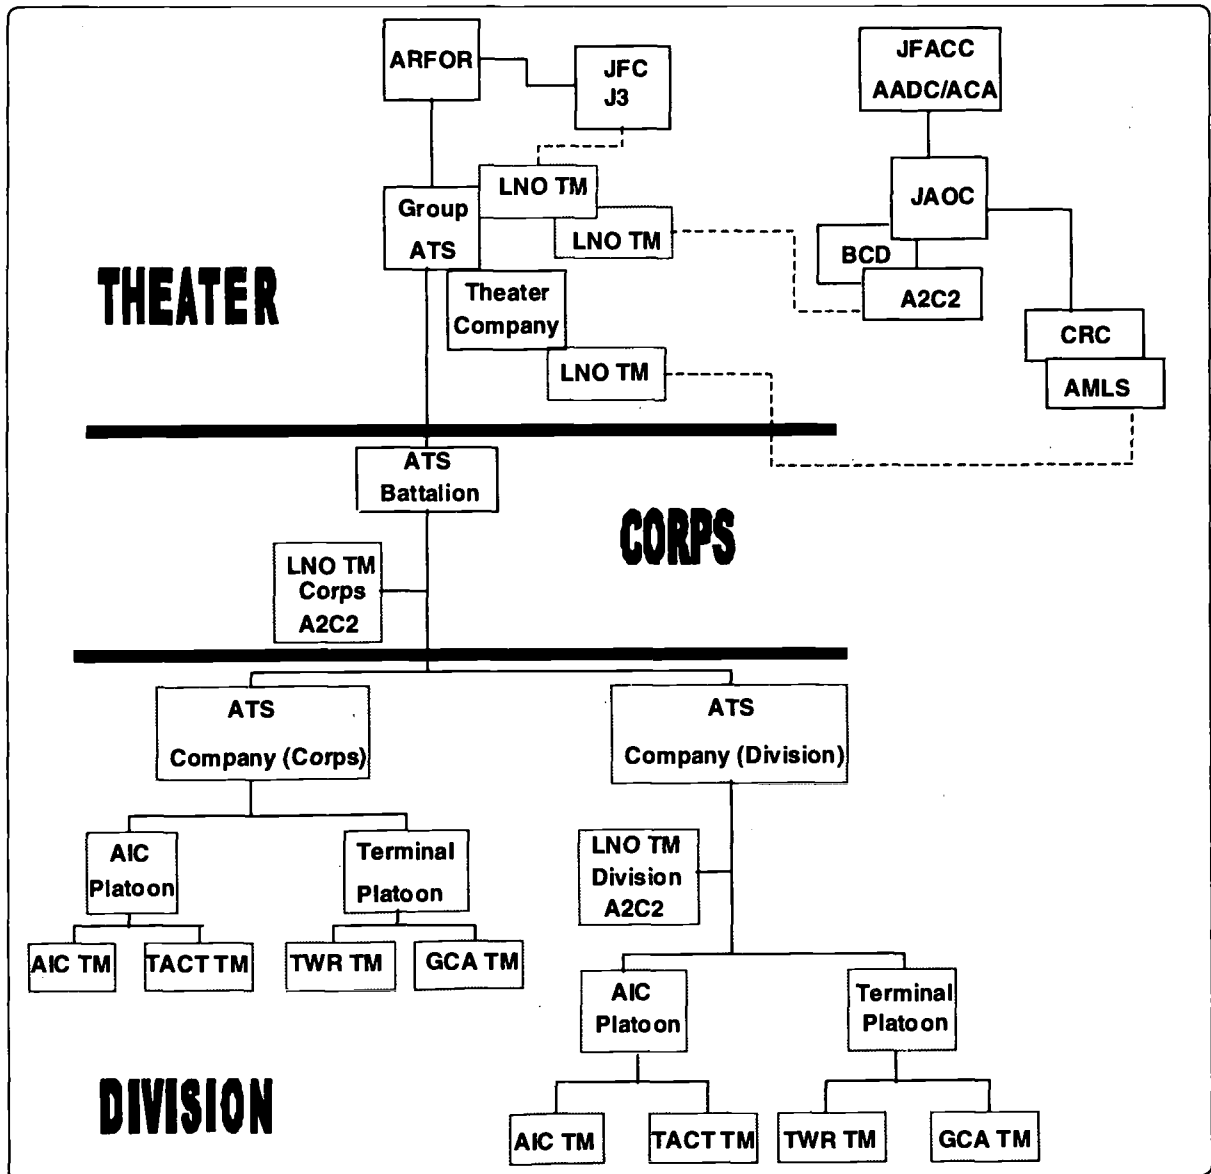 ARFOR
JFC
J3
JFACC
AADC/ACA
LNO TM
Group
ATS
LNO TM
JAOC
BCD
A2C2
THEATER
Theater
Company
LNO TM
CRC
AMLS
ATS
Battalion
CORPS
LNO TM
Corps
A2C2
ATS
Company (Corps)
ATS
Company (Division)
AIC
Platoon
Terminal
Platoon
LNO TM
Division
A2C2
AIC TM
TACT TM
TWR TM
GCA TM
AIC
Platoon
Terminal
Platoon
DIVISION
AIC TM
TACT TM
TWR TM
GCA TM